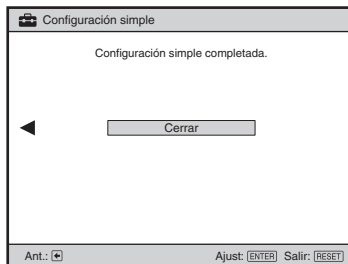 Configuración simple
Configuración simple completada.
Cerrar
Ant.: Ajust: ENTER Salir: RESET